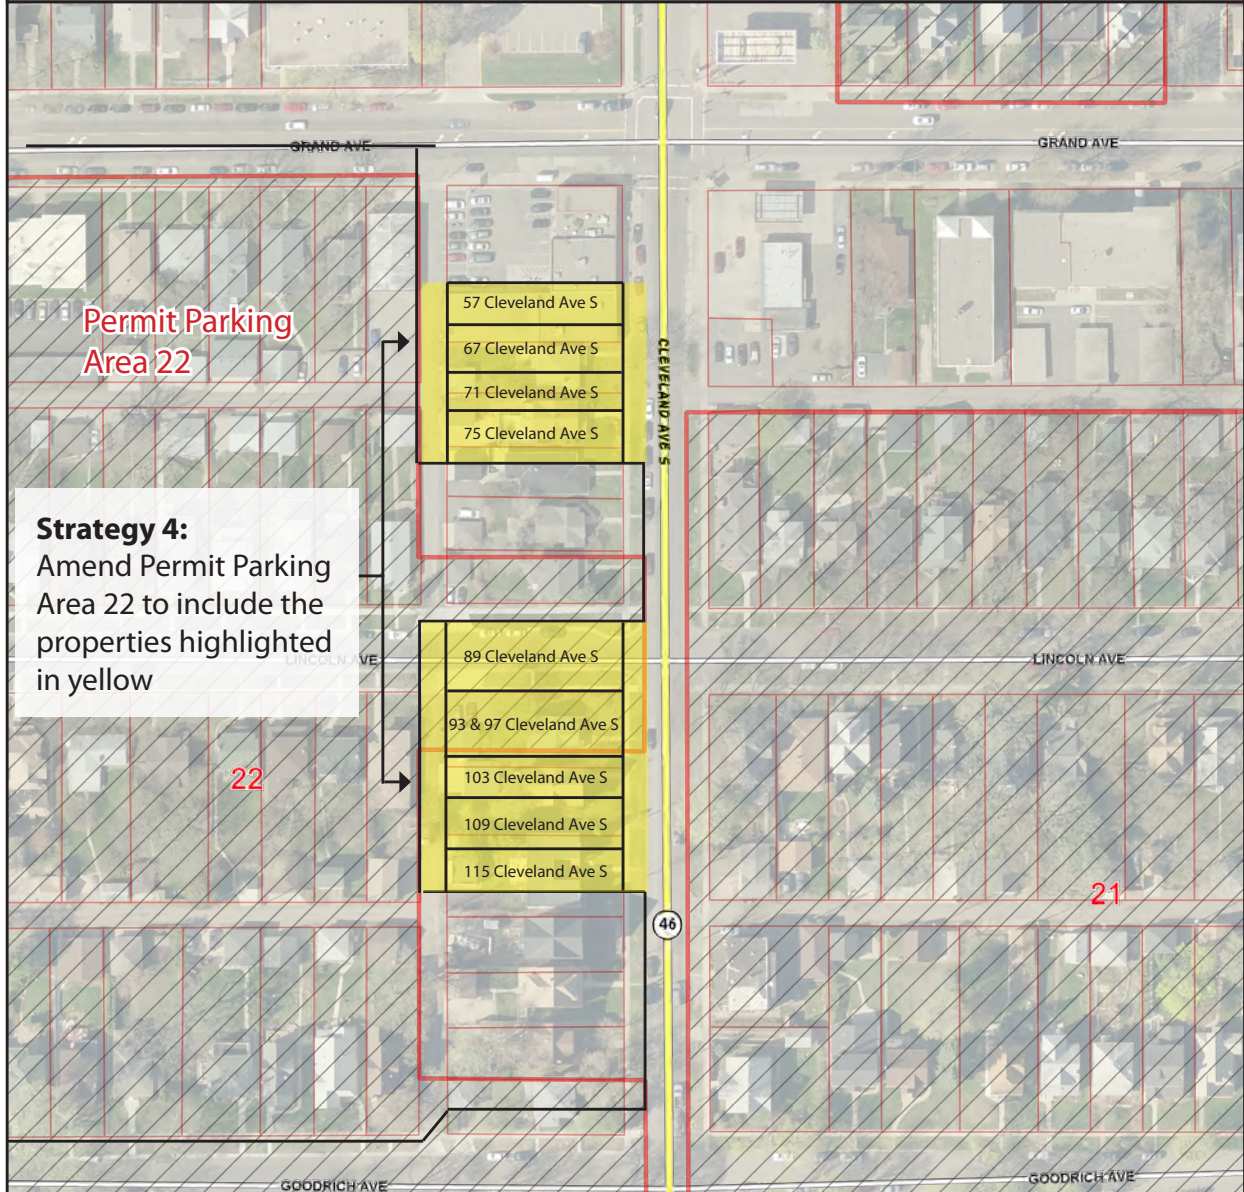 GRAND AVE
GRAND AVE
57 Cleveland Ave S
Permit Parking
Area 22
67 Cleveland Ave S
71 Cleveland Ave S
75 Cleveland Ave S
CLEVELAND AVE S
Strategy 4:
Amend Permit Parking
Area 22 to include the
properties highlighted
in yellow
LINCOLN AVE
89 Cleveland Ave S
LINCOLN AVE
93 & 97 Cleveland Ave S
22
103 Cleveland Ave S
109 Cleveland Ave S
115 Cleveland Ave S
21
46
GOODRICH AVE
GOODRICH AVE